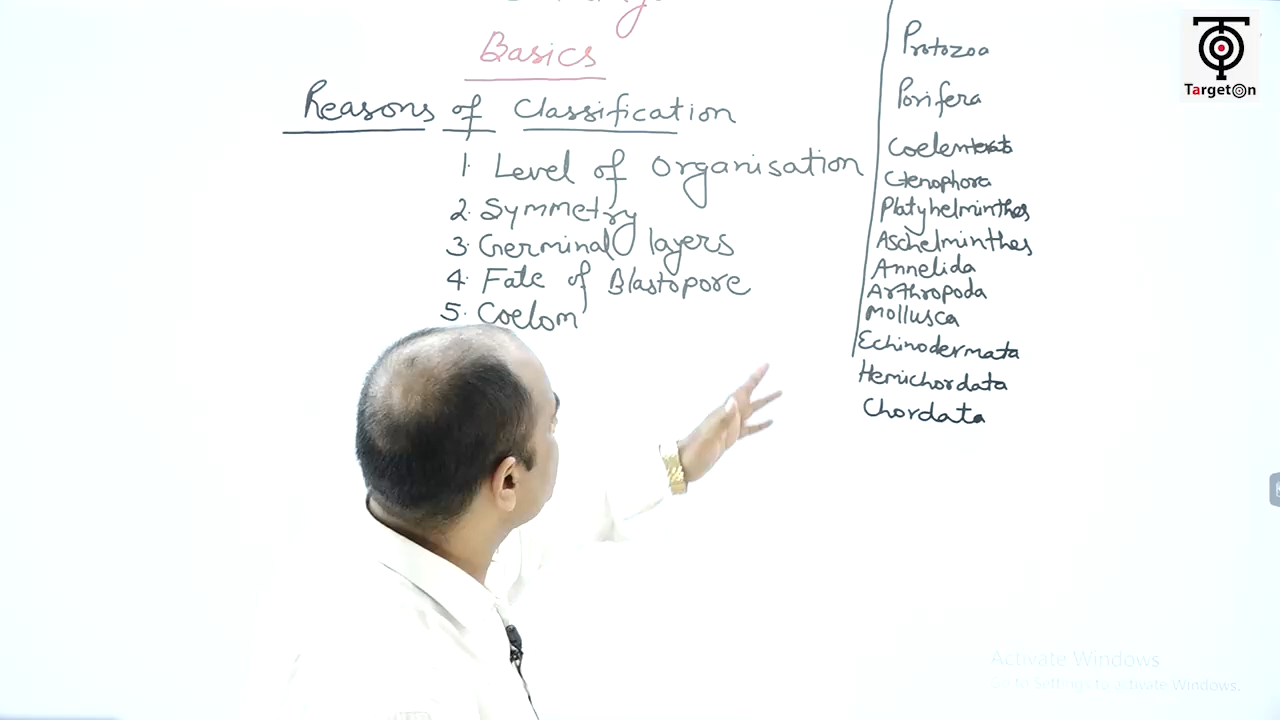 Basics
Reasons of Classification
1. Level of organisation
2. Symmetry
3. Germinal layers
4. Fate of Blastopore
5. Coelom
Protozoa
Porifera
Coelenterata
Ctenophora
Platyhelminthes
Aschelminthes
Annelida
Arthropoda
Mollusca
Echinodermata
Hemichordata
Chordata
TargetOn
Activate Windows
Go to Settings to activate Windows.